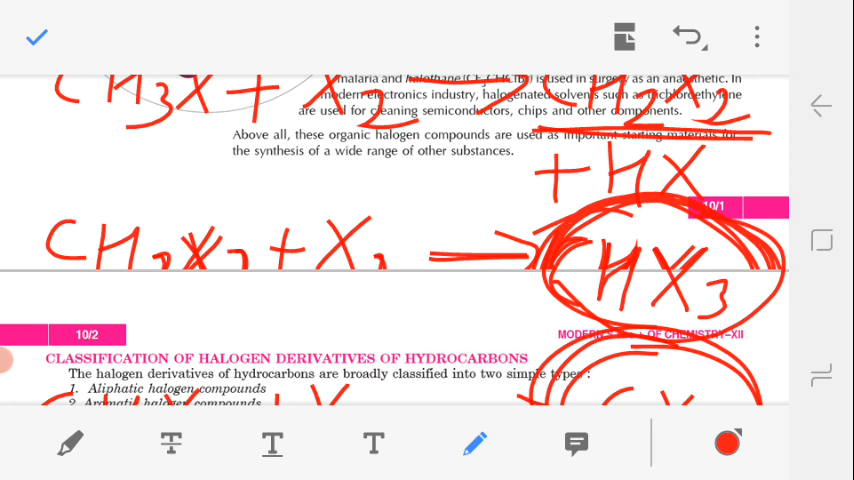 malaria and halothane (CF3CHClBr) is used in surgery as an anaesthetic. In
modern electronics industry, halogenated solvents such as trichloroethylene
are used for cleaning semiconductors, chips and other components.
CH3X + X2 → CH2X2
Above all, these organic halogen compounds are used as important starting materials for
the synthesis of a wide range of other substances.
+ HX
10/1
CH2X2 + X2 → CHX3
10/2
MODERN'S OF CHEMISTRY–XII
CLASSIFICATION OF HALOGEN DERIVATIVES OF HYDROCARBONS
The halogen derivatives of hydrocarbons are broadly classified into two simple types :
1. Aliphatic halogen compounds
2. Aromatic halogen compounds
T T T